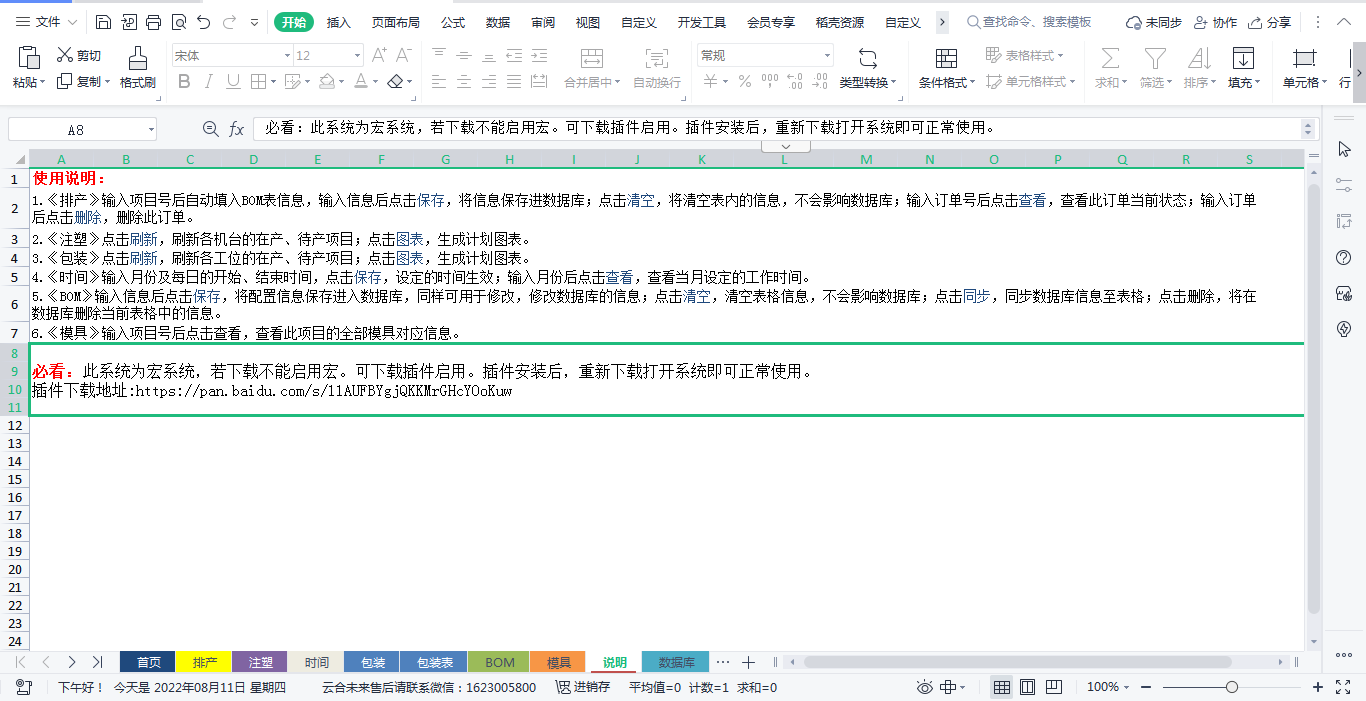 文件 开始 插入 页面布局 公式 数据 审阅 视图 自定义 开发工具 会员专享 稻壳资源 自定义 查找命令、搜索模板 未同步 协作 分享
粘贴 剪切 复制 格式刷 宋体 12 合并居中 自动换行 常规 类型转换 条件格式 表格样式 单元格样式 求和 筛选 排序 填充 单元格 行
A8 fx 必看：此系统为宏系统，若下载不能启用宏。可下载插件启用。插件安装后，重新下载打开系统即可正常使用。
A B C D E F G H I J K L M N O P Q R S
1 使用说明：
2 1.《排产》输入项目号后自动填入BOM表信息，输入信息后点击保存，将信息保存进数据库；点击清空，将清空表内的信息，不会影响数据库；输入订单号后点击查看，查看此订单当前状态；输入订单
后点击删除，删除此订单。
3 2.《注塑》点击刷新，刷新各机台的在产、待产项目；点击图表，生成计划图表。
4 3.《包装》点击刷新，刷新各工位的在产、待产项目；点击图表，生成计划图表。
5 4.《时间》输入月份及每日的开始、结束时间，点击保存，设定的时间生效；输入月份后点击查看，查看当月设定的工作时间。
6 5.《BOM》输入信息后点击保存，将配置信息保存进入数据库，同样可用于修改，修改数据库的信息；点击清空，清空表格信息，不会影响数据库；点击同步，同步数据库信息至表格；点击删除，将在
数据库删除当前表格中的信息。
7 6.《模具》输入项目号后点击查看，查看此项目的全部模具对应信息。
8
9 必看：此系统为宏系统，若下载不能启用宏。可下载插件启用。插件安装后，重新下载打开系统即可正常使用。
10 插件下载地址:https://pan.baidu.com/s/11AUFBYgjQKKMrGHcYOoKuw
11
12
13
14
15
16
17
18
19
20
21
22
23
24
首页 排产 注塑 时间 包装 包装表 BOM 模具 说明 数据库
下午好！ 今天是 2022年08月11日 星期四 云合未来售后请联系微信：1623005800 进销存 平均值=0 计数=1 求和=0 100%